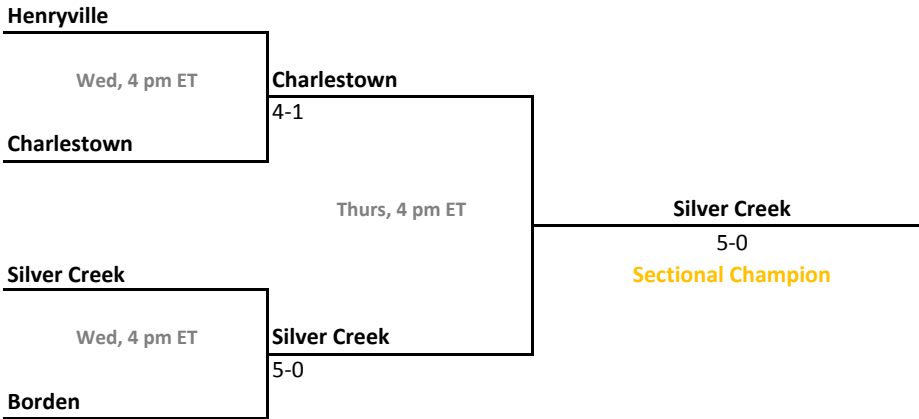 Henryville
Wed, 4 pm ET
Charlestown
4-1
Charlestown
Thurs, 4 pm ET
Silver Creek
5-0
Sectional Champion
Silver Creek
Wed, 4 pm ET
Silver Creek
5-0
Borden